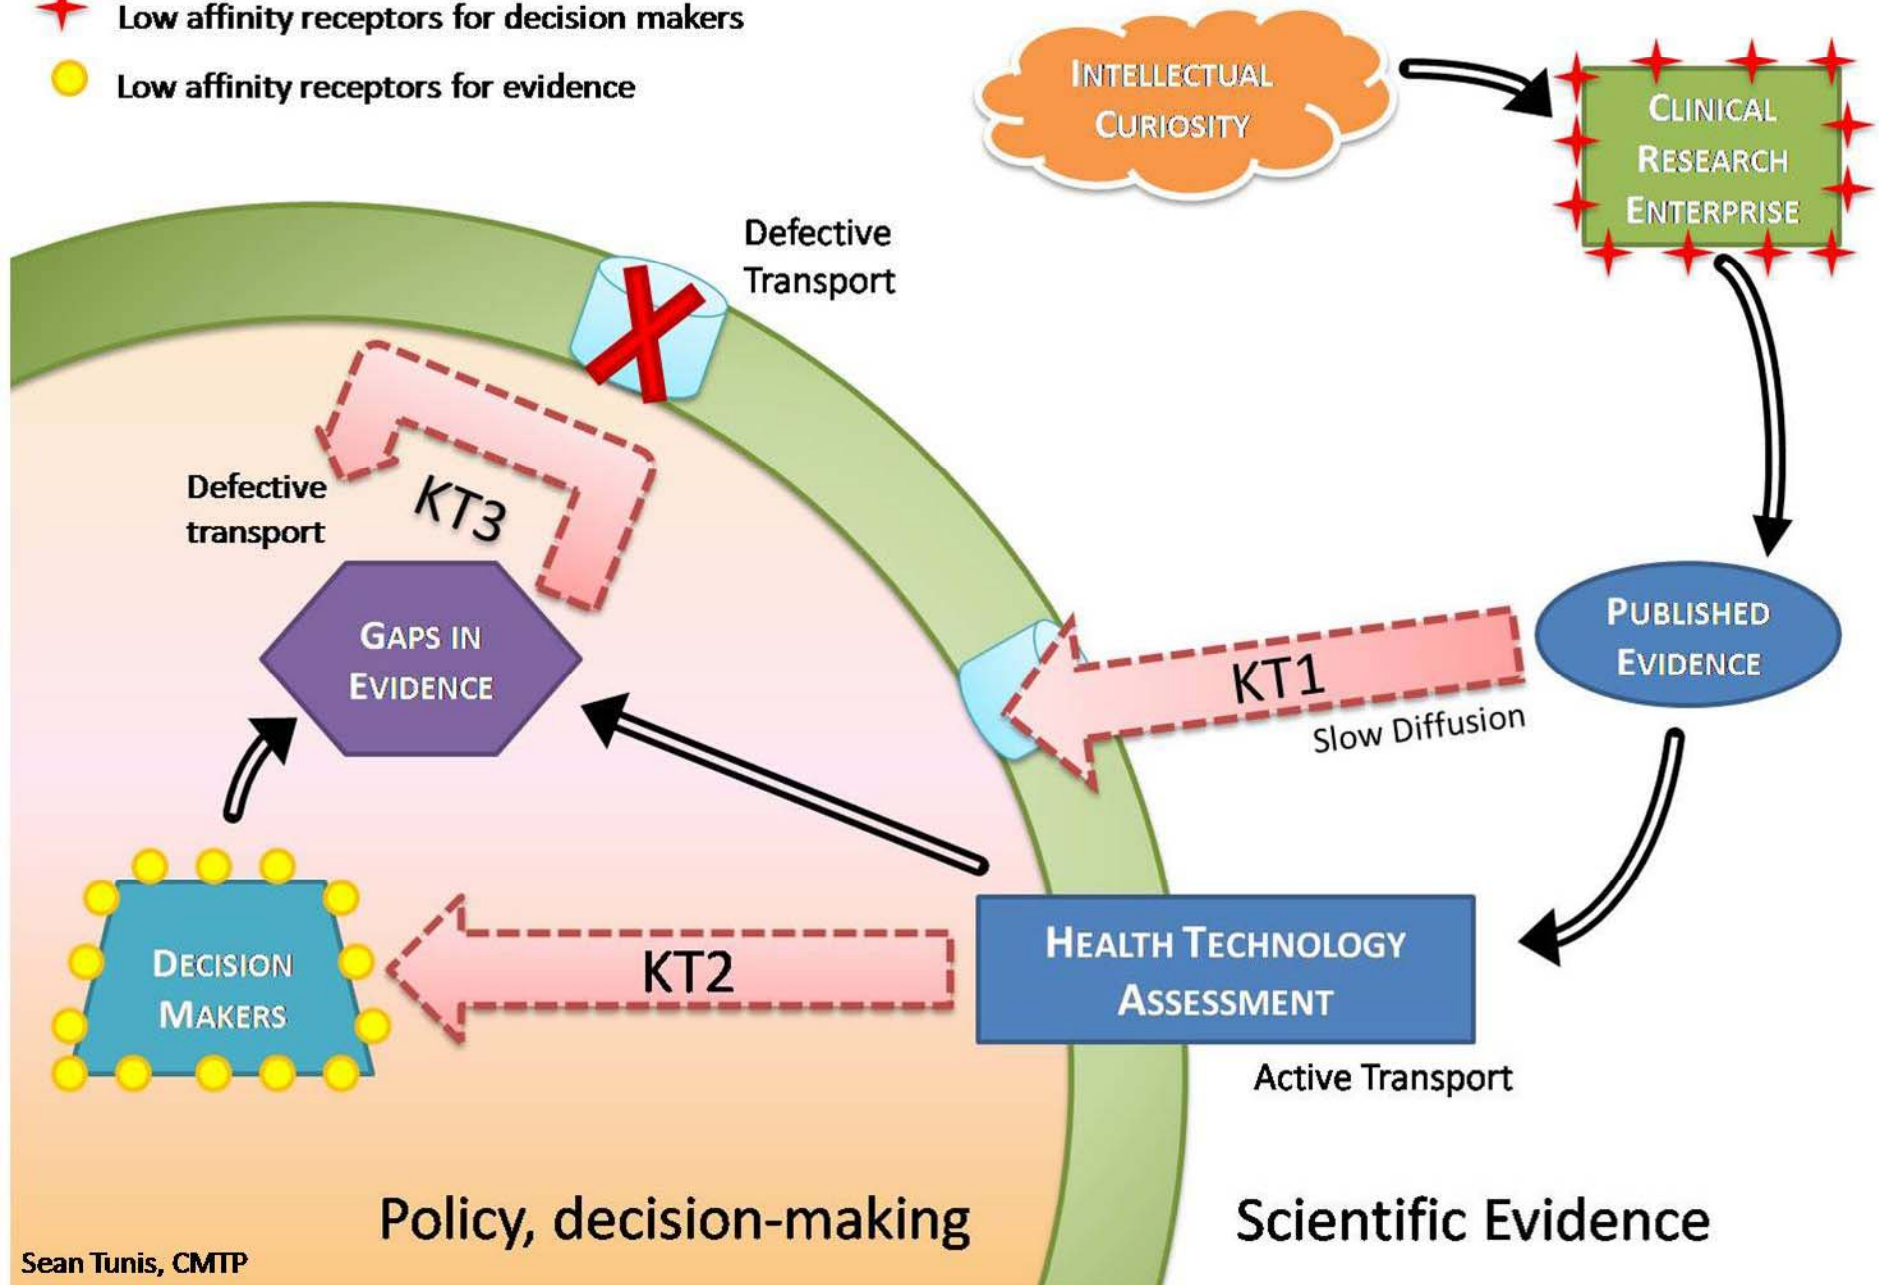 Low affinity receptors for decision makers
Low affinity receptors for evidence
INTELLECTUAL
CURIOSITY
CLINICAL
RESEARCH
ENTERPRISE
Defective
Transport
Defective
transport
KT3
GAPS IN
EVIDENCE
KT1
Slow Diffusion
PUBLISHED
EVIDENCE
DECISION
MAKERS
KT2
HEALTH TECHNOLOGY
ASSESSMENT
Active Transport
Policy, decision-making
Scientific Evidence
Sean Tunis, CMTP